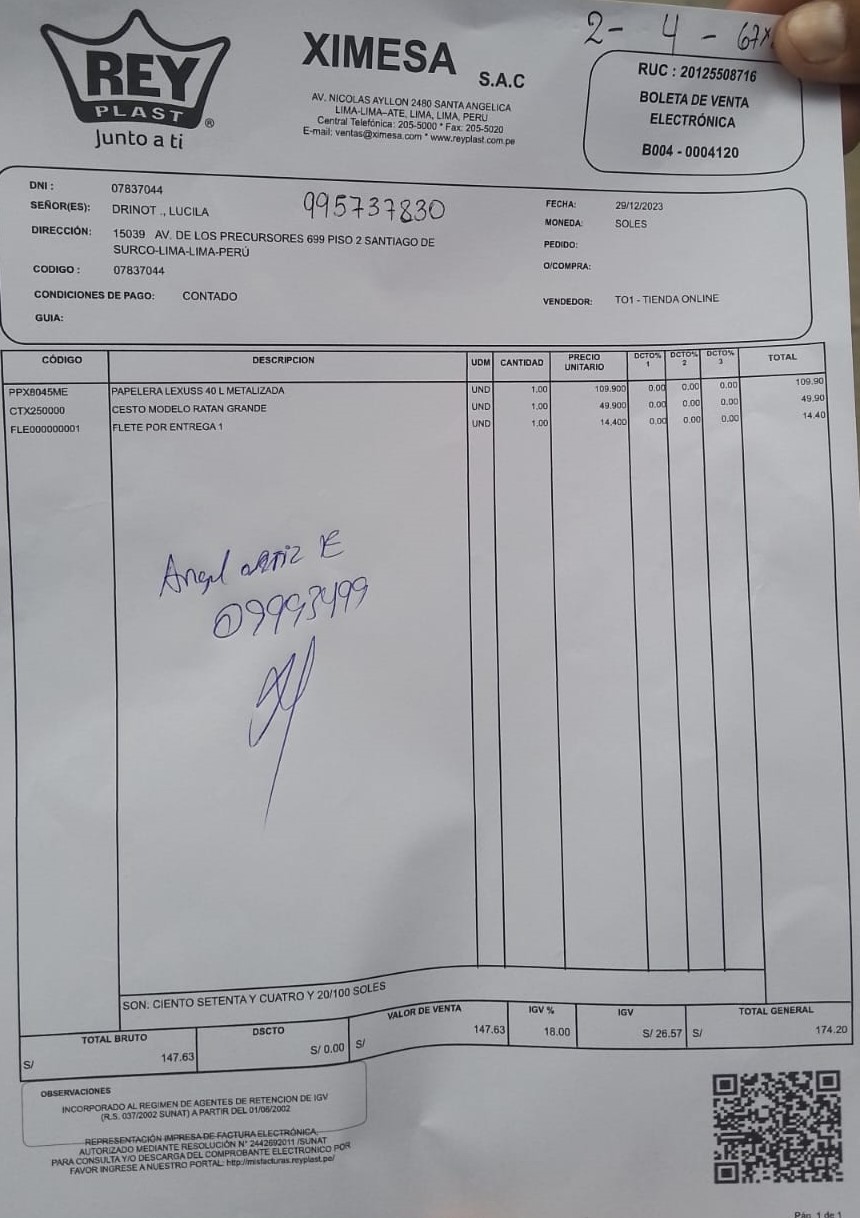 REY
PLAST
®
Junto a ti
XIMESA S.A.C
AV. NICOLAS AYLLON 2480 SANTA ANGELICA
LIMA-LIMA-ATE, LIMA, LIMA, PERU
Central Telefónica: 205-5000 * Fax: 205-5020
E-mail: ventas@ximesa.com * www.reyplast.com.pe
2- 4 -
RUC : 20125508716
BOLETA DE VENTA
ELECTRÓNICA
B004 - 0004120
DNI : 07837044
SEÑOR(ES): DRINOT ., LUCILA
995737830
DIRECCIÓN: 15039 AV. DE LOS PRECURSORES 699 PISO 2 SANTIAGO DE
SURCO-LIMA-LIMA-PERÚ
CODIGO : 07837044
CONDICIONES DE PAGO: CONTADO
GUIA:
FECHA: 29/12/2023
MONEDA: SOLES
PEDIDO:
O/COMPRA:
VENDEDOR: TO1 - TIENDA ONLINE
CÓDIGO DESCRIPCION UDM CANTIDAD PRECIO UNITARIO DCTO% 1 DCTO% 2 DCTO% 3 TOTAL
PPX8045ME PAPELERA LEXUSS 40 L METALIZADA UND 1.00 109.900 0.00 0.00 0.00 109.90
CTX250000 CESTO MODELO RATAN GRANDE UND 1.00 49.900 0.00 0.00 0.00 49.90
FLE000000001 FLETE POR ENTREGA 1 UND 1.00 14.400 0.00 0.00 0.00 14.40
Angel ortiz E
09993499
SON: CIENTO SETENTA Y CUATRO Y 20/100 SOLES
TOTAL BRUTO DSCTO VALOR DE VENTA IGV % IGV TOTAL GENERAL
S/ 147.63 S/ 0.00 S/ 147.63 18.00 S/ 26.57 S/ 174.20
OBSERVACIONES
INCORPORADO AL REGIMEN DE AGENTES DE RETENCION DE IGV
(R.S. 037/2002 SUNAT) A PARTIR DEL 01/06/2002
REPRESENTACIÓN IMPRESA DE FACTURA ELECTRÓNICA,
AUTORIZADO MEDIANTE RESOLUCIÓN N° 2442692011 /SUNAT
PARA CONSULTA Y/O DESCARGA DEL COMPROBANTE ELECTRONICO POR
FAVOR INGRESE A NUESTRO PORTAL: http://misfacturas.reyplast.pe/
Pág. 1 de 1